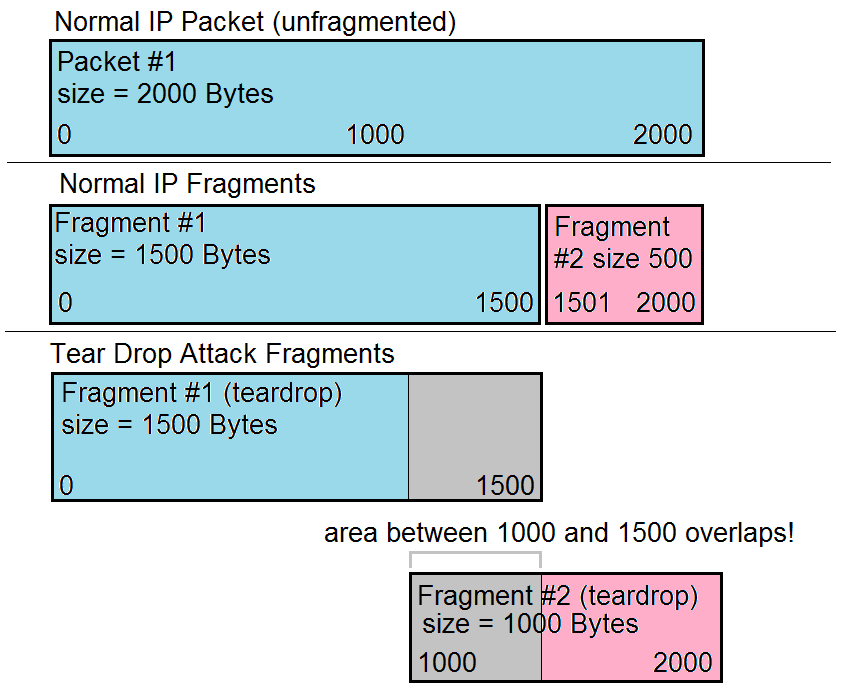 Normal IP Packet (unfragmented)
Packet #1
size = 2000 Bytes
0 1000 2000
Normal IP Fragments
Fragment #1
size = 1500 Bytes
0 1500
Fragment
#2 size 500
1501 2000
Tear Drop Attack Fragments
Fragment #1 (teardrop)
size = 1500 Bytes
0 1500
area between 1000 and 1500 overlaps!
Fragment #2 (teardrop)
size = 1000 Bytes
1000 2000